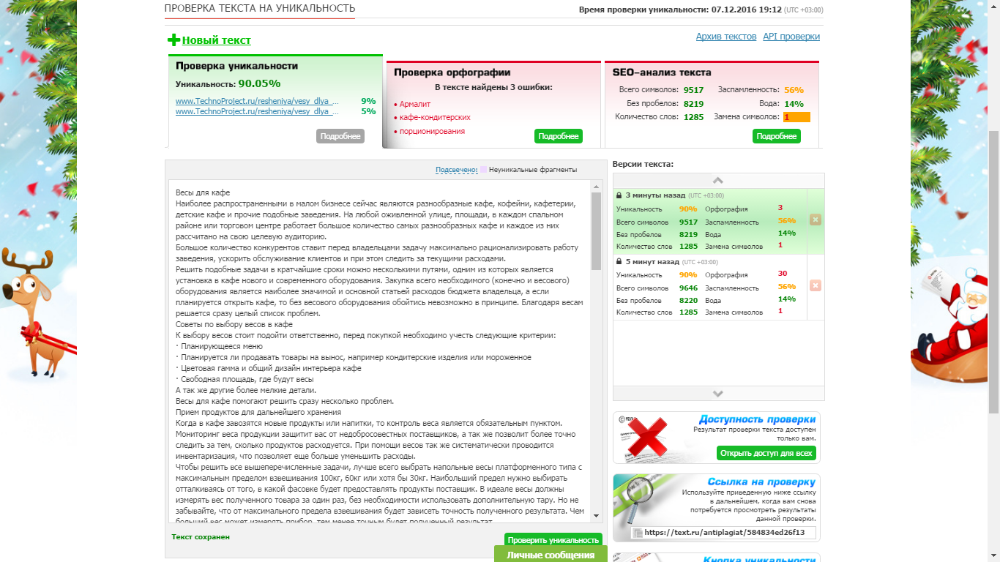 ПРОВЕРКА ТЕКСТА НА УНИКАЛЬНОСТЬ
Время проверки уникальности: 07.12.2016 19:12 (UTC +03:00)
Новый текст
Архив текстов API проверки
Проверка уникальности
Уникальность: 90.05%
www.TechnoProject.ru/resheniya/vesy_dlya_... 9%
www.TechnoProject.ru/resheniya/vesy_dlya_... 5%
Подробнее
Проверка орфографии
В тексте найдены 3 ошибки:
• Армалит
• кафе-кондитерских
• порционирования
Подробнее
SEO-анализ текста
Всего символов: 9517 Заспамленность: 56%
Без пробелов: 8219 Вода: 14%
Количество слов: 1285 Замена символов: 1
Подробнее
Подсвечено: Неуникальные фрагменты
Весы для кафе
Наиболее распространенными в малом бизнесе сейчас являются разнообразные кафе, кофейни, кафетерии,
детские кафе и прочие подобные заведения. На любой оживленной улице, площади, в каждом спальном
районе или торговом центре работает большое количество самых разнообразных кафе и каждое из них
рассчитано на свою целевую аудиторию.
Большое количество конкурентов ставит перед владельцами задачу максимально рационализировать работу
заведения, ускорить обслуживание клиентов и при этом следить за текущими расходами.
Решить подобные задачи в кратчайшие сроки можно несколькими путями, одним из которых является
установка в кафе нового и современного оборудования. Закупка всего необходимого (конечно и весового)
оборудования является наиболее значимой и основной статьей расходов бюджета владельца, а если
планируется открыть кафе, то без весового оборудования обойтись невозможно в принципе. Благодаря весам
решается сразу целый список проблем.
Советы по выбору весов в кафе
К выбору весов стоит подойти ответственно, перед покупкой необходимо учесть следующие критерии:
· Планирующееся меню
· Планируется ли продавать товары на вынос, например кондитерские изделия или мороженное
· Цветовая гамма и общий дизайн интерьера кафе
· Свободная площадь, где будут весы
А так же другие более мелкие детали.
Весы для кафе помогают решить сразу несколько проблем.
Прием продуктов для дальнейшего хранения
Когда в кафе завозятся новые продукты или напитки, то контроль веса является обязательным пунктом.
Мониторинг веса продукции защитит вас от недобросовестных поставщиков, а так же позволит более точно
следить за тем, сколько продуктов расходуется. При помощи весов так же систематически проводится
инвентаризация, что позволяет еще больше уменьшить расходы.
Чтобы решить все вышеперечисленные задачи, лучше всего выбрать напольные весы платформенного типа с
максимальным пределом взвешивания 100кг, 60кг или хотя бы 30кг. Наибольший предел нужно выбирать
отталкиваясь от того, в какой фасовке будет предоставлять продукты поставщик. В идеале весы должны
измерять вес полученного товара за один раз, без необходимости использовать дополнительную тару. Но не
забывайте, что от максимального предела взвешивания будет зависеть точность полученного результата. Чем
больший вес может измерять прибор, тем менее точным будет полученный результат.
Текст сохранен
Проверить уникальность
Личные сообщения
Версии текста:
3 минуты назад (UTC +03:00)
Уникальность 90% Орфография 3
Всего символов 9517 Заспамленность 56%
Без пробелов 8219 Вода 14%
Количество слов 1285 Замена символов 1
5 минут назад (UTC +03:00)
Уникальность 90% Орфография 30
Всего символов 9646 Заспамленность 56%
Без пробелов 8220 Вода 14%
Количество слов 1285 Замена символов 1
Доступность проверки
Результат проверки текста доступен
только вам.
Открыть доступ для всех
Ссылка на проверку
Используйте приведенную ниже ссылку
в дальнейшем, когда вам снова
потребуется просмотреть результаты
данной проверки.
https://text.ru/antiplagiat/584834ed26f13
Кнопка уникальности